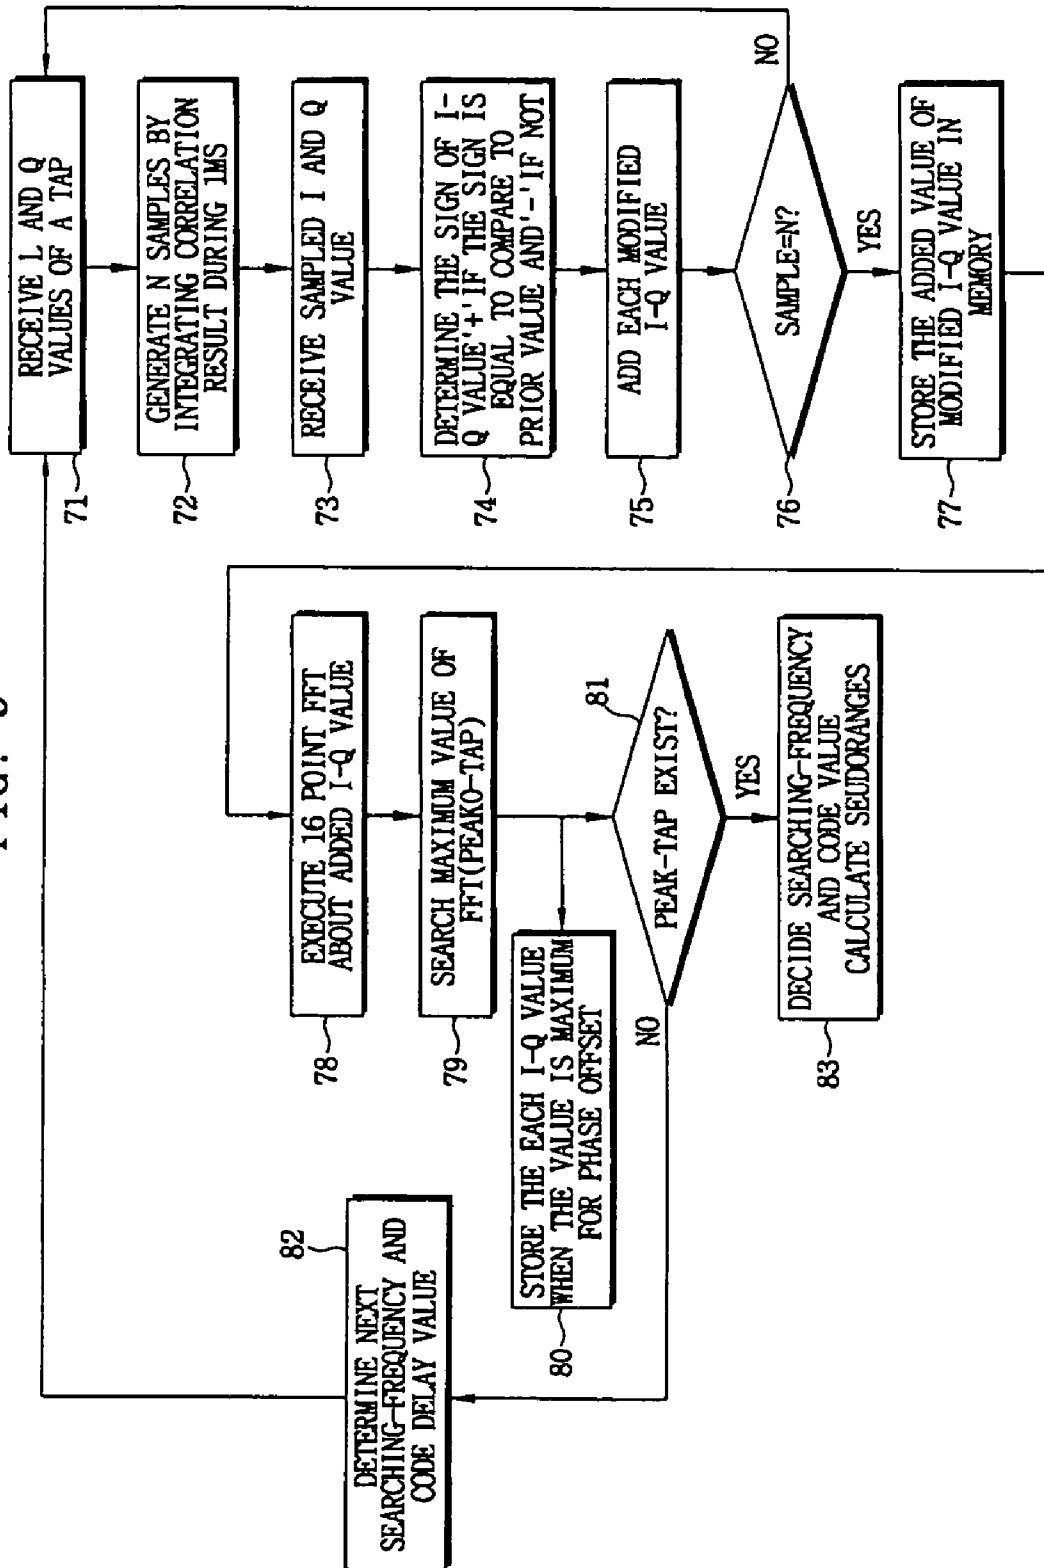 RECEIVE L AND Q
VALUES OF A TAP
71
GENERATE N SAMPLES BY
INTEGRATING CORRELATION
RESULT DURING 1MS
72
RECEIVE SAMPLED I AND Q
VALUE
73
DETERMINE THE SIGN OF I-
Q VALUE'+'IF THE SIGN IS
EQUAL TO COMPARE TO
PRIOR VALUE AND'-'IF NOT
74
ADD EACH MODIFIED
I-Q VALUE
75
SAMPLE=N?
76
NO
YES
STORE THE ADDED VALUE OF
MODIFIED I-Q VALUE IN
MEMORY
77
EXECUTE 16 POINT FFT
ABOUT ADDED I-Q VALUE
78
SEARCH MAXIMUM VALUE OF
FFT(PEAKO-TAP)
79
STORE THE EACH I-Q VALUE
WHEN THE VALUE IS MAXIMUM
FOR PHASE OFFSET
80
PEAK-TAP EXIST?
81
NO
YES
DETERMINE NEXT
SEARCHING-FREQUENCY AND
CODE DELAY VALUE
82
DECIDE SEARCHING-FREQUENCY
AND CODE VALUE
CALCULATE SEUDORANGES
83